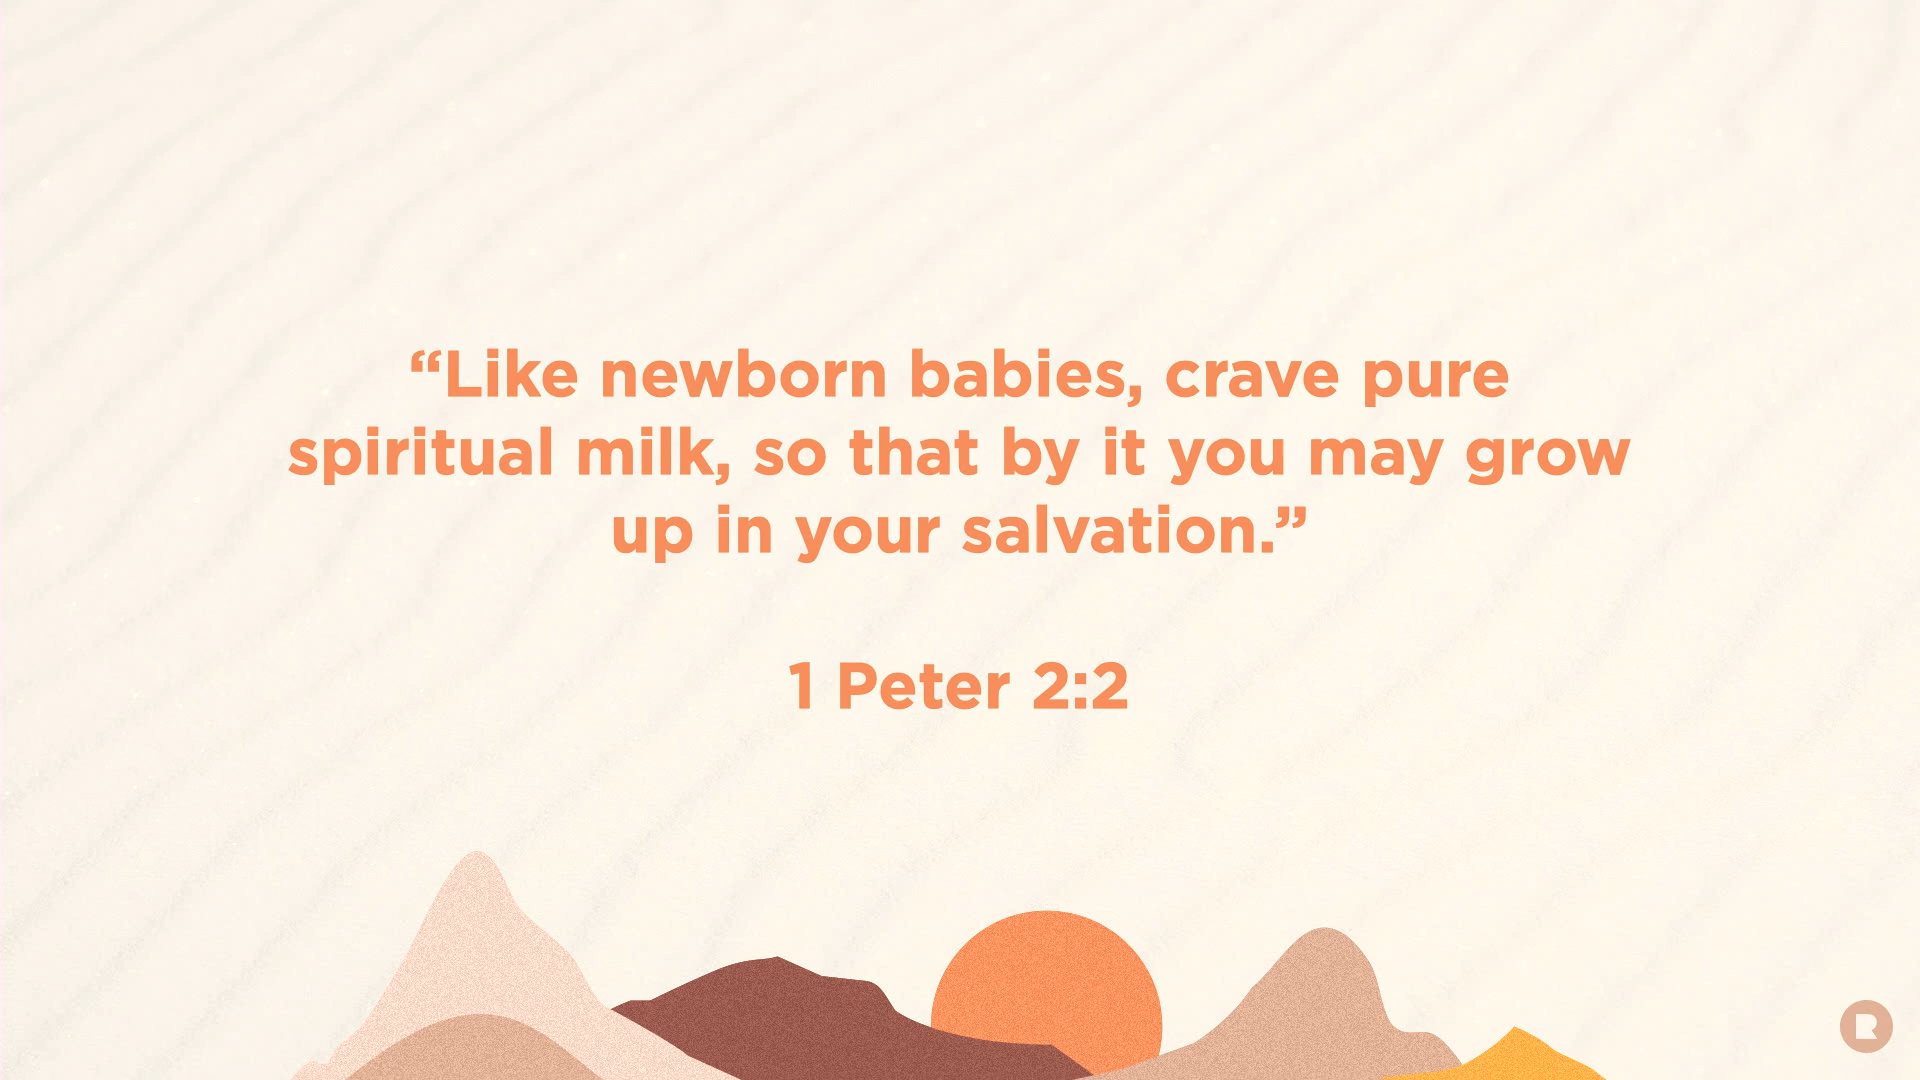 “Like newborn babies, crave pure
spiritual milk, so that by it you may grow
up in your salvation.”
1 Peter 2:2
R